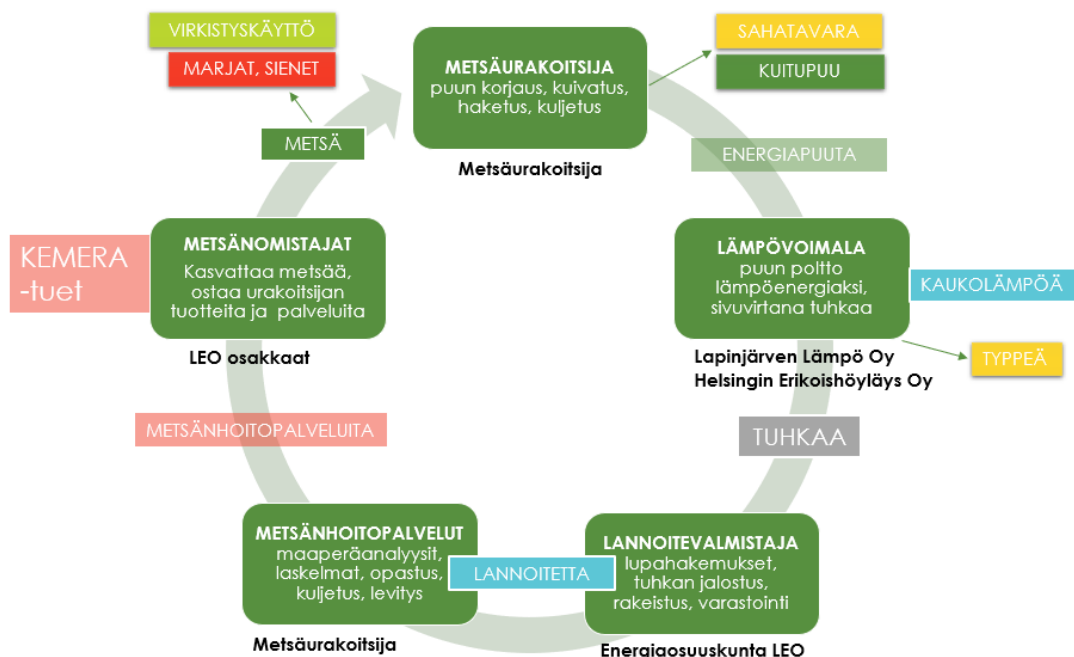 VIRKISTYSKÄYTTÖ
MARJAT, SIENET
METSÄ
METSÄURAKOITSIJA
puun korjaus, kuivatus,
haketus, kuljetus
Metsäurakoitsija
SAHATAVARA
KUITUPUU
ENERGIAPUUTA
KEMERA
-tuet
METSÄNOMISTAJAT
Kasvattaa metsää,
ostaa urakoitsijan
tuotteita ja palveluita
LEO osakkaat
LÄMPÖVOIMALA
puun poltto
lämpöenergiaksi,
sivuvirtana tuhkaa
Lapinjärven Lämpö Oy
Helsingin Erikoishöyläys Oy
KAUKOLÄMPÖÄ
TYPPEÄ
METSÄNHOITOPALVELUITA
TUHKAA
METSÄNHOITOPALVELUT
maaperäanalyysit,
laskelmat, opastus,
kuljetus, levitys
Metsäurakoitsija
LANNOITETTA
LANNOITEVALMISTAJA
lupahakemukset,
tuhkan jalostus,
rakeistus, varastointi
Energiaosuuskunta LEO